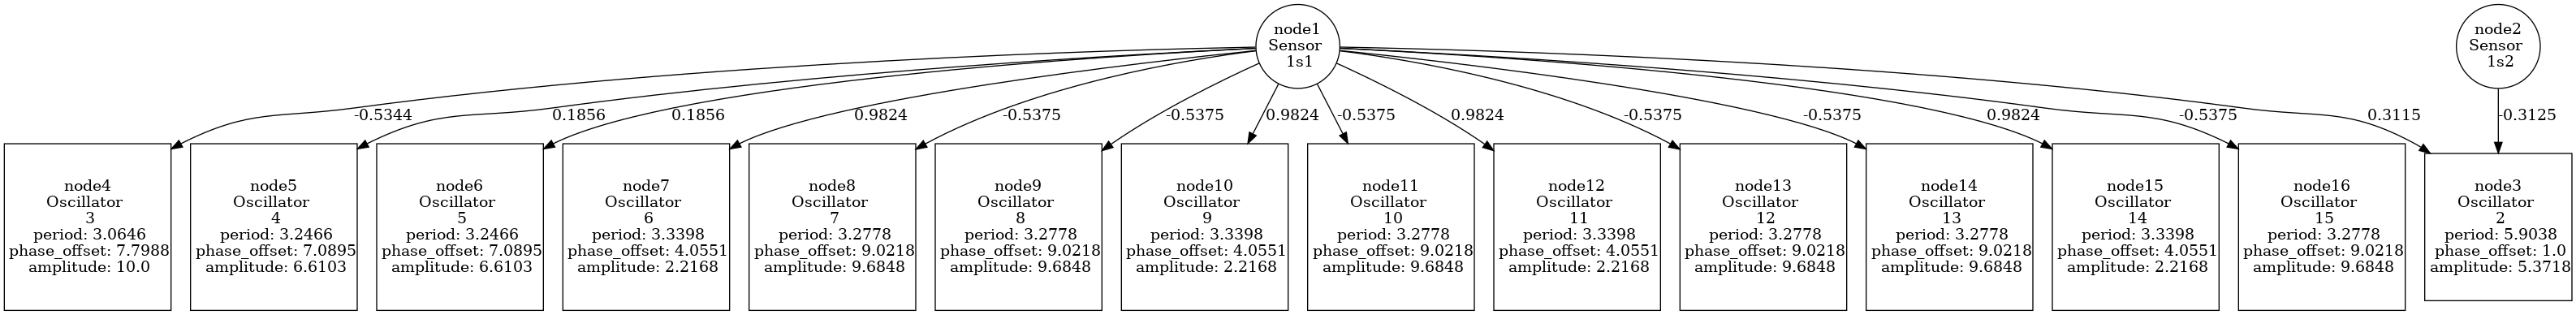 node1
Sensor
1s1
node2
Sensor
1s2
-0.5344
0.1856
0.1856
0.9824
-0.5375
-0.5375
0.9824
-0.5375
0.9824
-0.5375
-0.5375
0.9824
-0.5375
0.3115
-0.3125
node4
Oscillator
3
period: 3.0646
phase_offset: 7.7988
amplitude: 10.0
node5
Oscillator
4
period: 3.2466
phase_offset: 7.0895
amplitude: 6.6103
node6
Oscillator
5
period: 3.2466
phase_offset: 7.0895
amplitude: 6.6103
node7
Oscillator
6
period: 3.3398
phase_offset: 4.0551
amplitude: 2.2168
node8
Oscillator
7
period: 3.2778
phase_offset: 9.0218
amplitude: 9.6848
node9
Oscillator
8
period: 3.2778
phase_offset: 9.0218
amplitude: 9.6848
node10
Oscillator
9
period: 3.3398
phase_offset: 4.0551
amplitude: 2.2168
node11
Oscillator
10
period: 3.2778
phase_offset: 9.0218
amplitude: 9.6848
node12
Oscillator
11
period: 3.3398
phase_offset: 4.0551
amplitude: 2.2168
node13
Oscillator
12
period: 3.2778
phase_offset: 9.0218
amplitude: 9.6848
node14
Oscillator
13
period: 3.2778
phase_offset: 9.0218
amplitude: 9.6848
node15
Oscillator
14
period: 3.3398
phase_offset: 4.0551
amplitude: 2.2168
node16
Oscillator
15
period: 3.2778
phase_offset: 9.0218
amplitude: 9.6848
node3
Oscillator
2
period: 5.9038
phase_offset: 1.0
amplitude: 5.3718